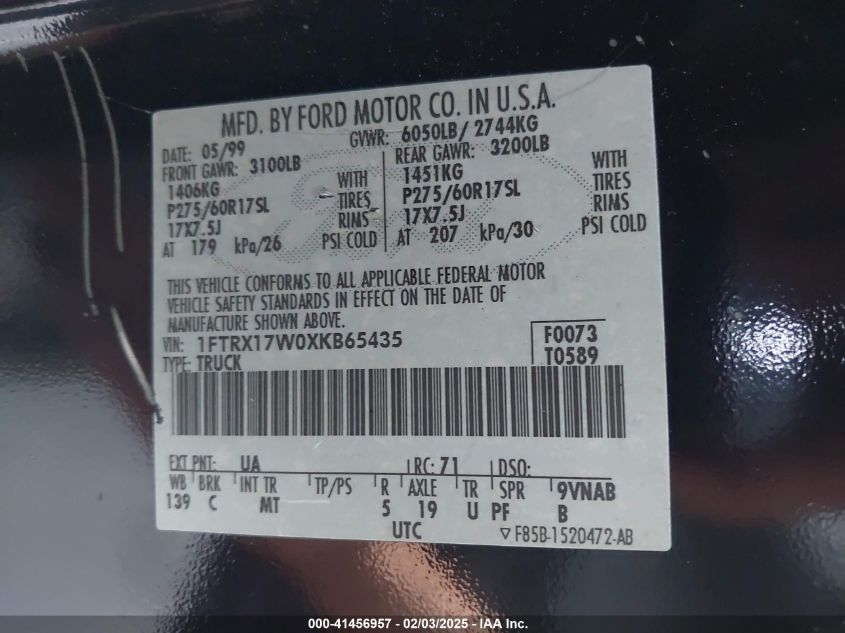 MFD. BY FORD MOTOR CO. IN U.S.A.
DATE: 05/99 GVWR: 6050LB/ 2744KG
FRONT GAWR: 3100LB REAR GAWR: 3200LB
1406KG WITH 1451KG WITH
P275/60R17SL TIRES P275/60R17SL TIRES
17X7.5J RIMS 17X7.5J RINS
AT 179 kPa/26 PSI COLD AT 207 kPa/30 PSI COLD
THIS VEHICLE CONFORMS TO ALL APPLICABLE FEDERAL MOTOR
VEHICLE SAFETY STANDARDS IN EFFECT ON THE DATE OF
MANUFACTURE SHOWN ABOVE.
VIN: 1FTRX17W0XKB65435 F0073
TYPE: TRUCK T0589
EXT PNT: UA RC: 71 DSO:
WB BRK INT TR TP/PS R AXLE TR SPR 9VNAB
139 C MT 5 19 U PF B
UTC F85B-1520472-AB
000-41456957 - 02/03/2025 - IAA Inc.